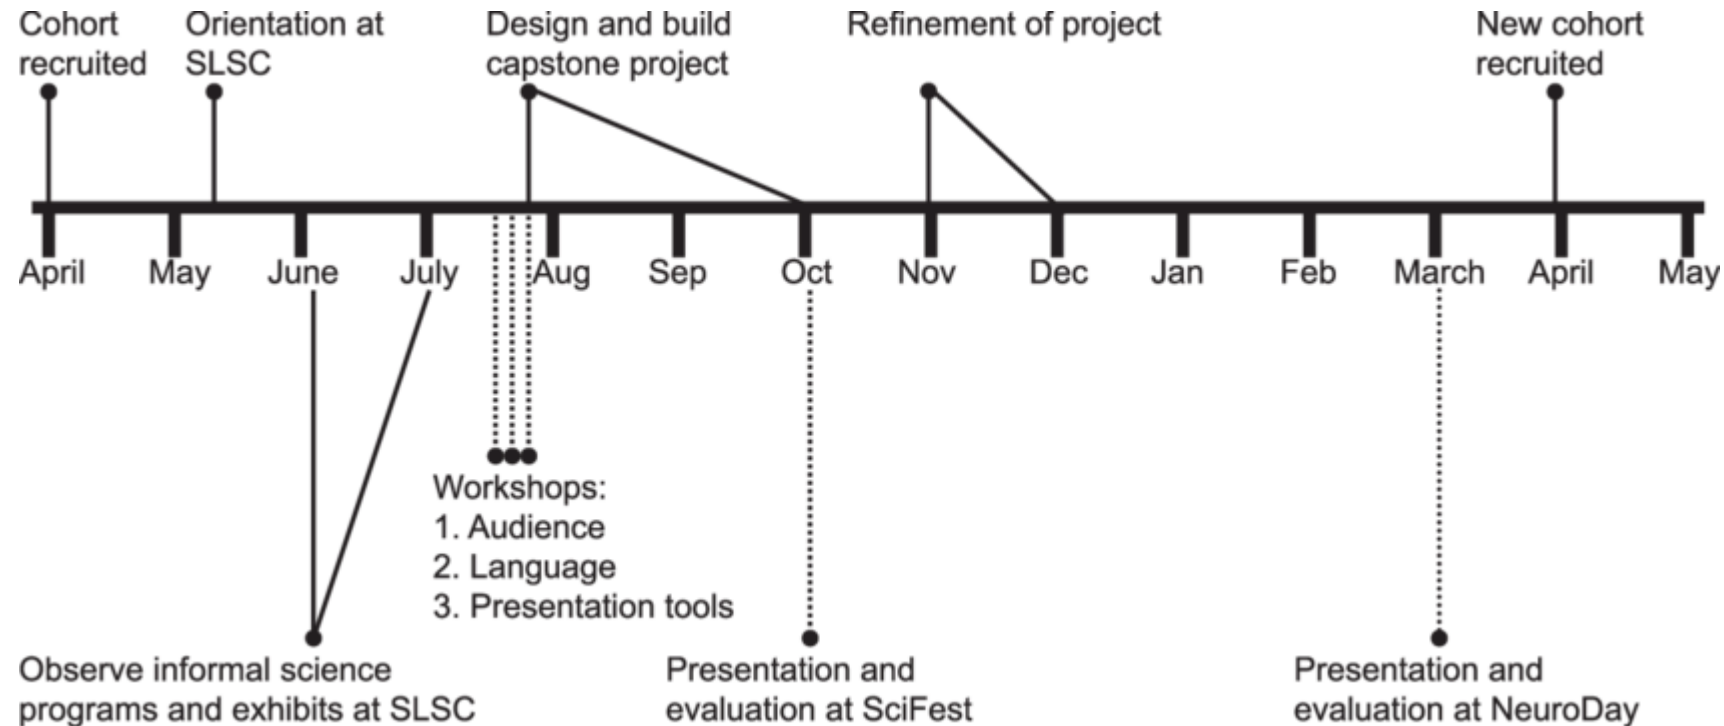 Cohort
recruited
Orientation at
SLSC
Design and build
capstone project
Refinement of project
New cohort
recruited
April May June July Aug Sep Oct Nov Dec Jan Feb March April May
Workshops:
1. Audience
2. Language
3. Presentation tools
Observe informal science
programs and exhibits at SLSC
Presentation and
evaluation at SciFest
Presentation and
evaluation at NeuroDay